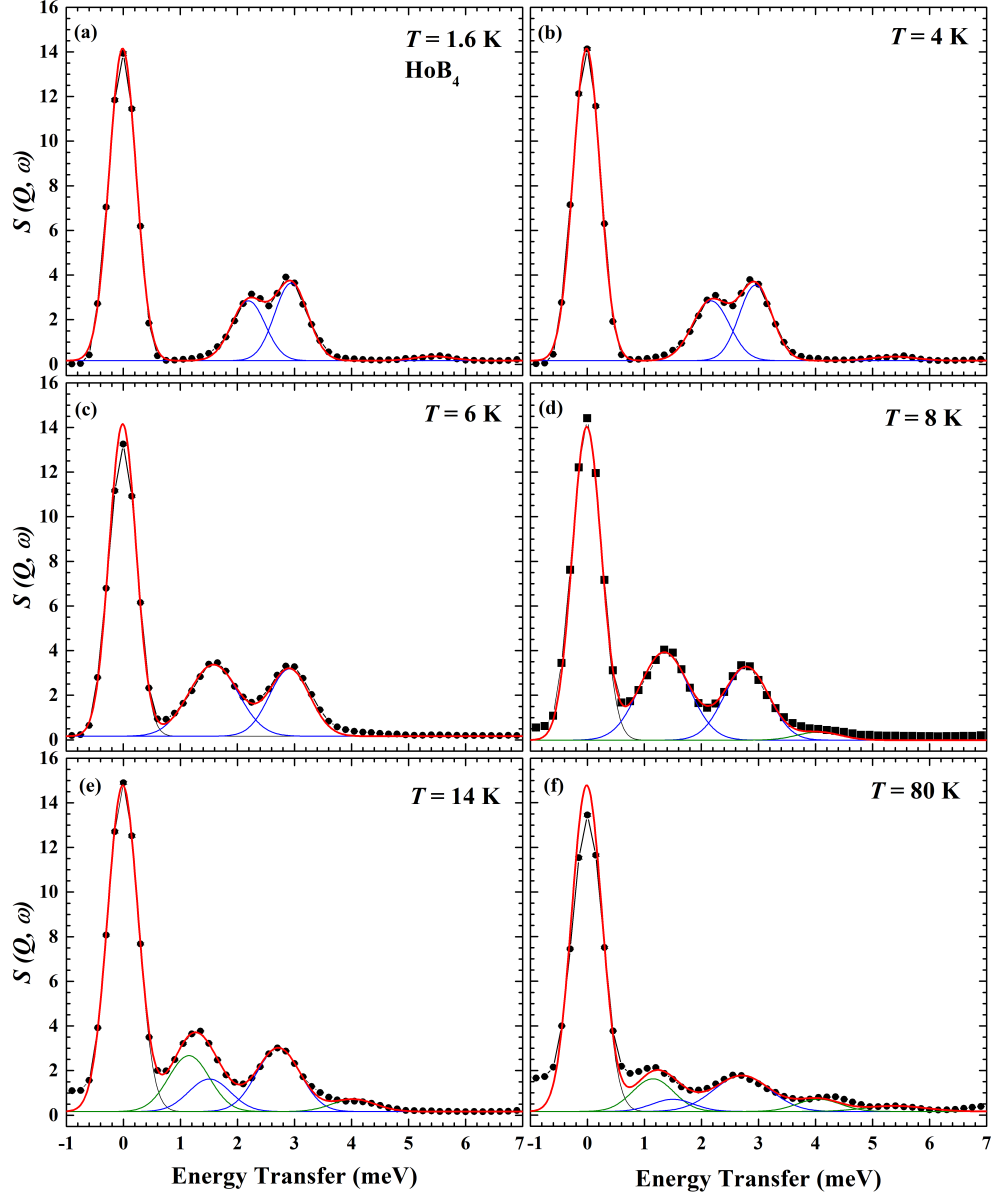 (a)
T = 1.6 K
HoB4
(b)
T = 4 K
16
14
12
10
8
6
4
2
0
S (Q, ω)
(c)
T = 6 K
(d)
T = 8 K
16
14
12
10
8
6
4
2
0
S (Q, ω)
(e)
T = 14 K
(f)
T = 80 K
16
14
12
10
8
6
4
2
0
S (Q, ω)
-1 0 1 2 3 4 5 6 7
-1 0 1 2 3 4 5 6 7
Energy Transfer (meV)
Energy Transfer (meV)